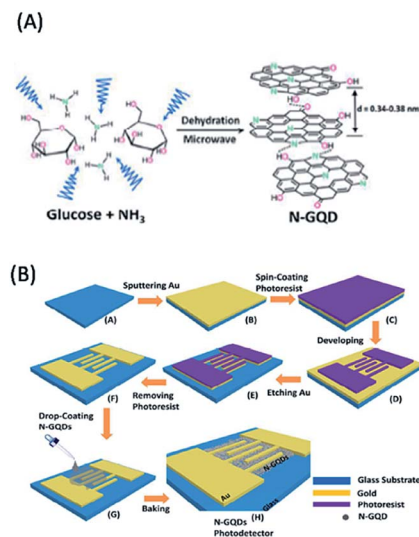 (A)
Dehydration
Microwave
d = 0.34-0.38 nm
Glucose + NH₃
N-GQD
(B)
Sputtering Au
Spin-Coating
Photoresist
(A)
(B)
(C)
Developing
(F)
Removing
Photoresist
(E)
Etching Au
(D)
Drop-Coating
N-GQDs
N-GQDs
Au
Glass
(G)
Baking
(H)
N-GQDs
Photodetector
Glass Substrate
Gold
Photoresist
N-GQD